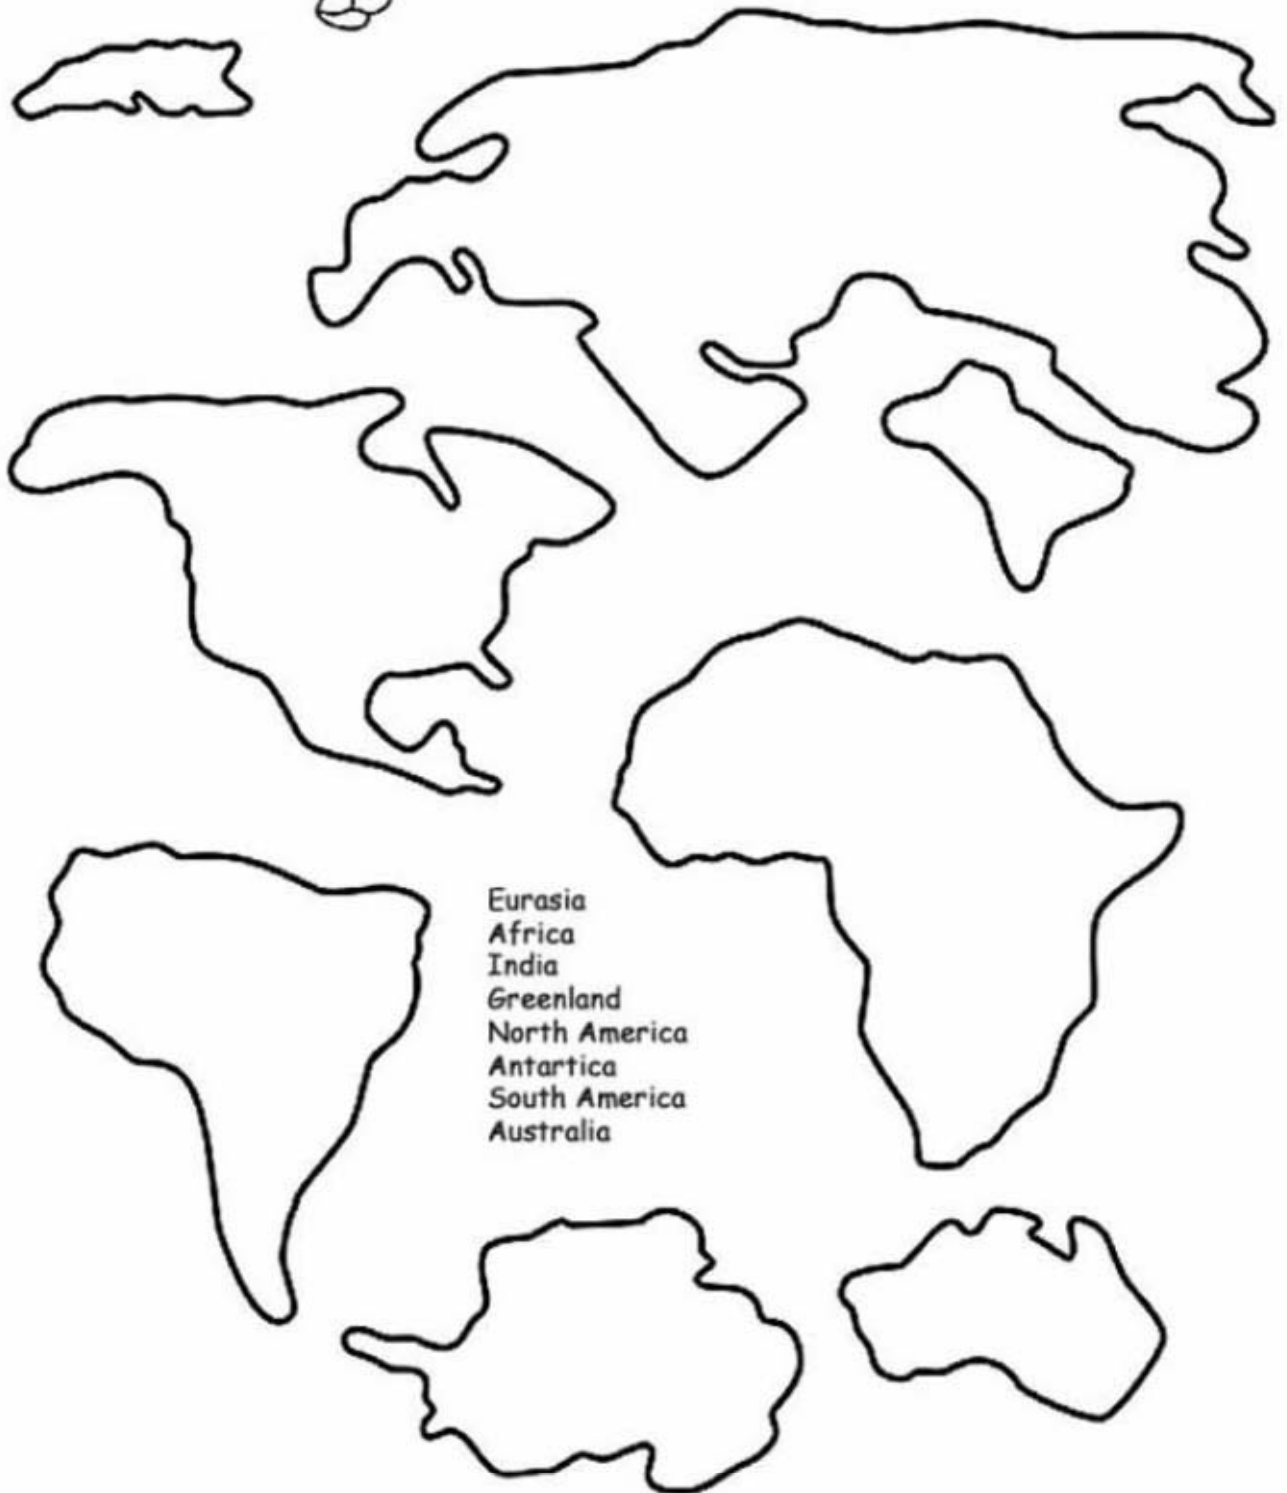 Eurasia
Africa
India
Greenland
North America
Antartica
South America
Australia